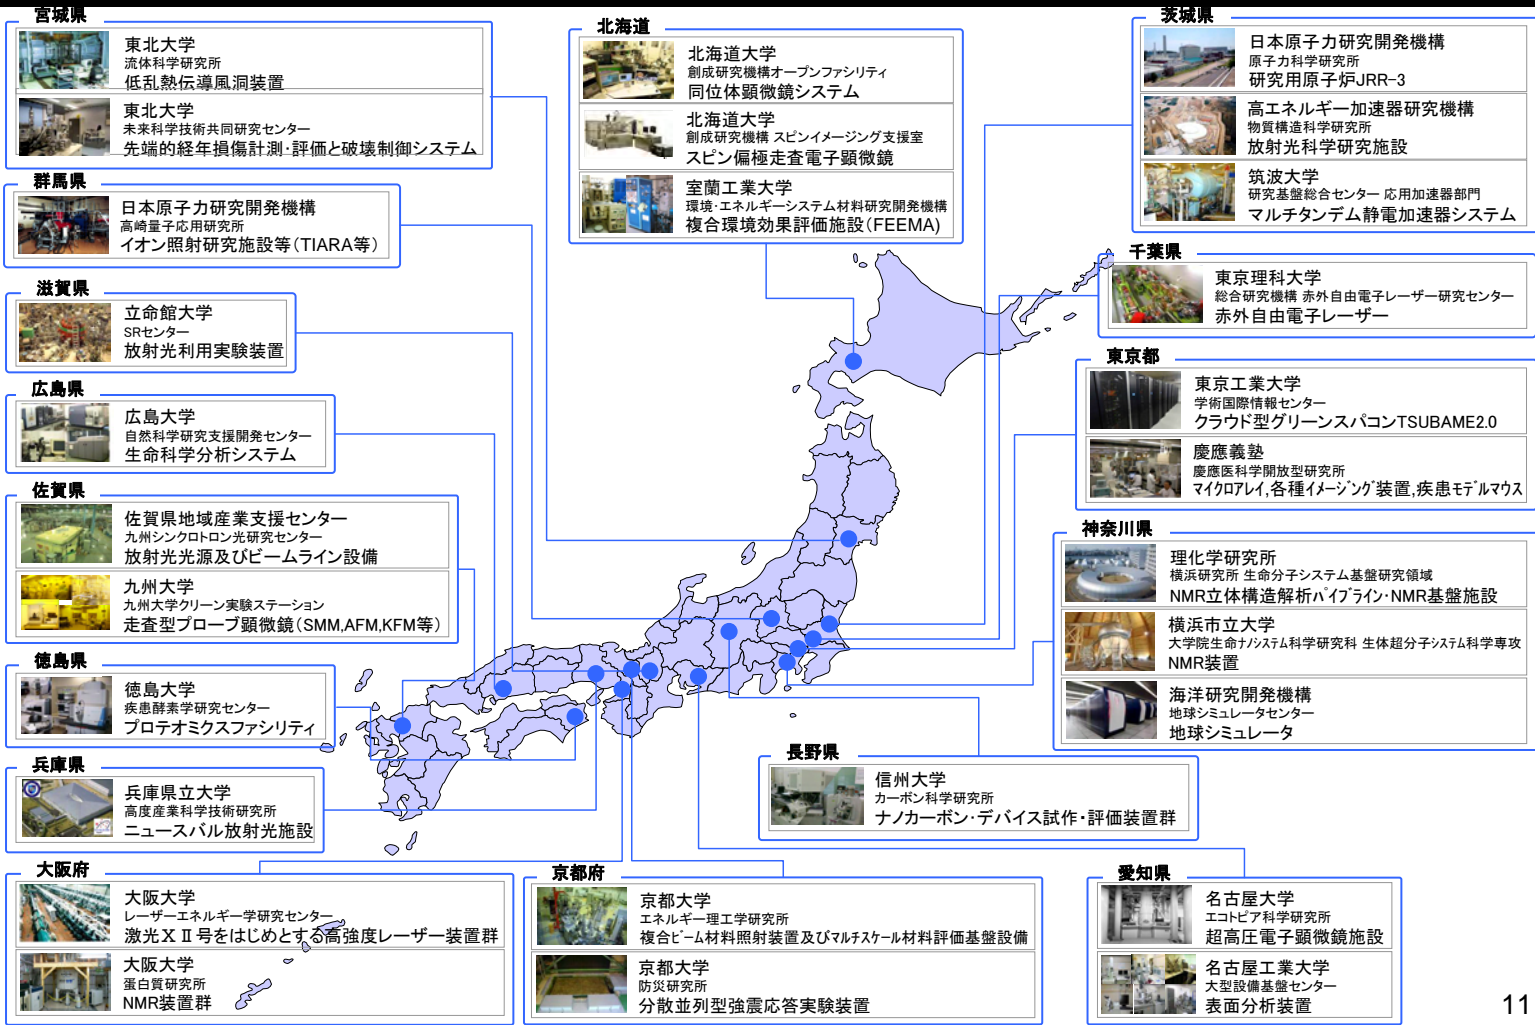 宮城県
東北大学
流体科学研究所
低乱熱伝導風洞装置
東北大学
未来科学技術共同研究センター
先端的経年損傷計測・評価と破壊制御システム
群馬県
日本原子力研究開発機構
高崎量子応用研究所
イオン照射研究施設等（TIARA等）
滋賀県
立命館大学
SRセンター
放射光利用実験装置
広島県
広島大学
自然科学研究支援開発センター
生命科学分析システム
佐賀県
佐賀県地域産業支援センター
九州シンクロトロン光研究センター
放射光光源及びビームライン設備
九州大学
九州大学クリーン実験ステーション
走査型プローブ顕微鏡（SMM,AFM,KFM等）
徳島県
徳島大学
疾患酵素学研究センター
プロテオミクスファシリティ
兵庫県
兵庫県立大学
高度産業科学技術研究所
ニュースバル放射光施設
大阪府
大阪大学
レーザーエネルギー学研究センター
激光ＸⅡ号をはじめとする高強度レーザー装置群
大阪大学
蛋白質研究所
NMR装置群
北海道
北海道大学
創成研究機構オープンファシリティ
同位体顕微鏡システム
北海道大学
創成研究機構 スピンイメージング支援室
スピン偏極走査電子顕微鏡
室蘭工業大学
環境・エネルギーシステム材料研究開発機構
複合環境効果評価施設（FEEMA）
茨城県
日本原子力研究開発機構
原子力科学研究所
研究用原子炉JRR-3
高エネルギー加速器研究機構
物質構造科学研究所
放射光科学研究施設
筑波大学
研究基盤総合センター 応用加速器部門
マルチタンデム静電加速器システム
千葉県
東京理科大学
総合研究機構 赤外自由電子レーザー研究センター
赤外自由電子レーザー
東京都
東京工業大学
学術国際情報センター
クラウド型グリーンスパコンTSUBAME2.0
慶應義塾
慶應医科学開放型研究所
ﾏｲｸﾛｱﾚｲ,各種ｲﾒｰｼﾞﾝｸﾞ装置,疾患ﾓﾃﾞﾙﾏｳｽ
神奈川県
理化学研究所
横浜研究所 生命分子システム基盤研究領域
NMR立体構造解析ﾊﾟｲﾌﾟﾗｲﾝ・NMR基盤施設
横浜市立大学
大学院生命ﾅﾉｼｽﾃﾑ科学研究科 生体超分子ｼｽﾃﾑ科学専攻
NMR装置
海洋研究開発機構
地球シミュレータセンター
地球シミュレータ
長野県
信州大学
カーボン科学研究所
ナノカーボン・デバイス試作・評価装置群
京都府
京都大学
エネルギー理工学研究所
複合ﾋﾞｰﾑ材料照射装置及びﾏﾙﾁｽｹｰﾙ材料評価基盤設備
京都大学
防災研究所
分散並列型強震応答実験装置
愛知県
名古屋大学
エコトピア科学研究所
超高圧電子顕微鏡施設
名古屋工業大学
大型設備基盤センター
表面分析装置
11